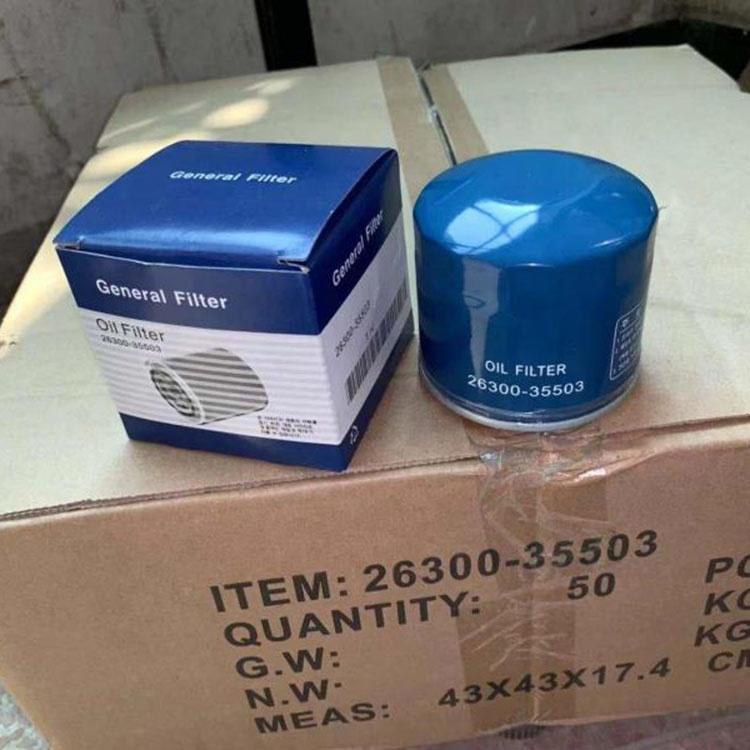 General Filter
General Filter
Oil Filter
26300-35503
General Filter
26300-35503
OIL FILTER
26300-35503
ITEM: 26300-35503
QUANTITY: 50
G.W:
N.W:
MEAS: 43X43X17.4
KG